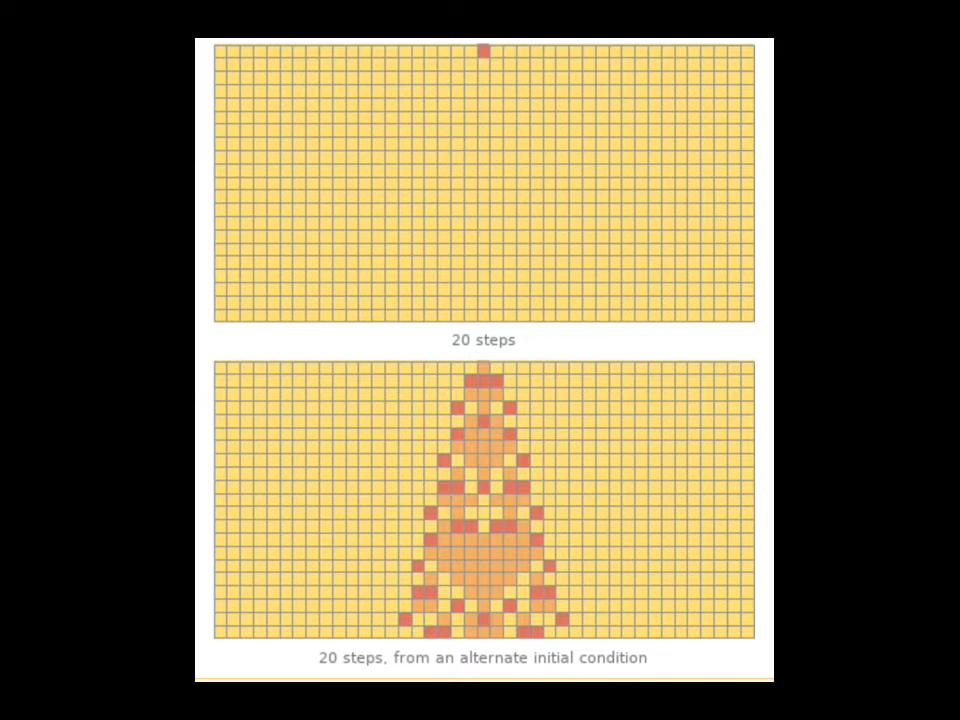 20 steps
20 steps, from an alternate initial condition